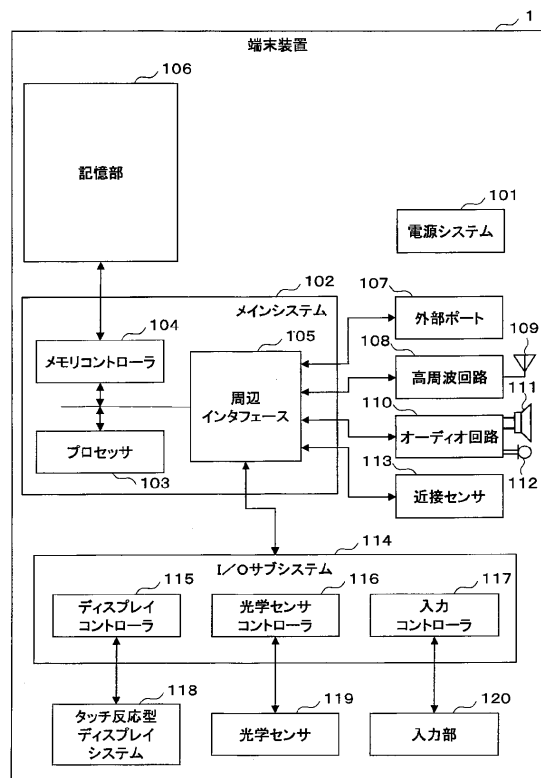 1
端末装置
106
記憶部
101
電源システム
102
メインシステム
104
メモリコントローラ
105
周辺
インタフェース
プロセッサ
103
107
外部ポート
108
高周波回路
109
110
オーディオ回路
111
112
113
近接センサ
114
I/Oサブシステム
115
ディスプレイ
コントローラ
116
光学センサ
コントローラ
117
入力
コントローラ
118
タッチ反応型
ディスプレイ
システム
119
光学センサ
120
入力部